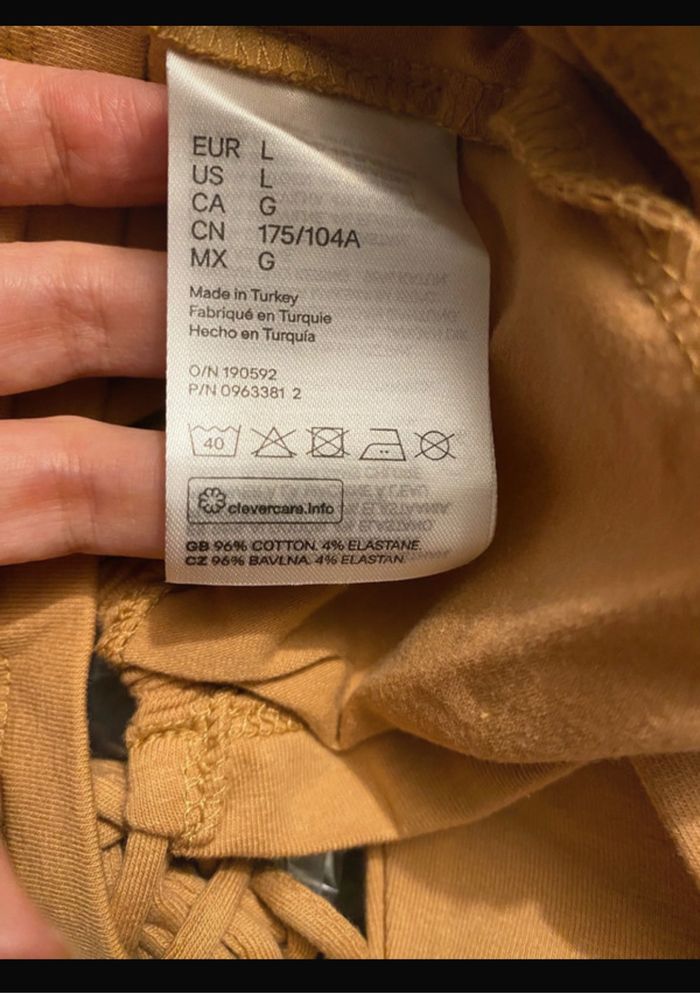 EUR L
US L
CA G
CN 175/104A
MX G
Made in Turkey
Fabriqué en Turquie
Hecho en Turquía
O/N 190592
P/N 0963381 2
40
clevercare.info
GB 96% COTTON. 4% ELASTANE.
CZ 96% BAVLNA. 4% ELASTAN.